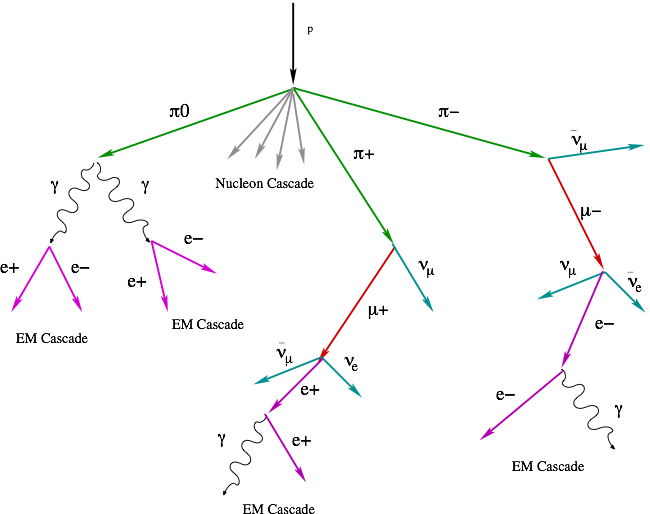 p
π0
π−
π+
Nucleon Cascade
ν̄μ
γ
γ
μ−
e+
e−
e−
e+
νμ
νμ
ν̄e
EM Cascade
EM Cascade
μ+
e−
ν̄μ
νe
e+
e−
γ
γ
e+
EM Cascade
EM Cascade